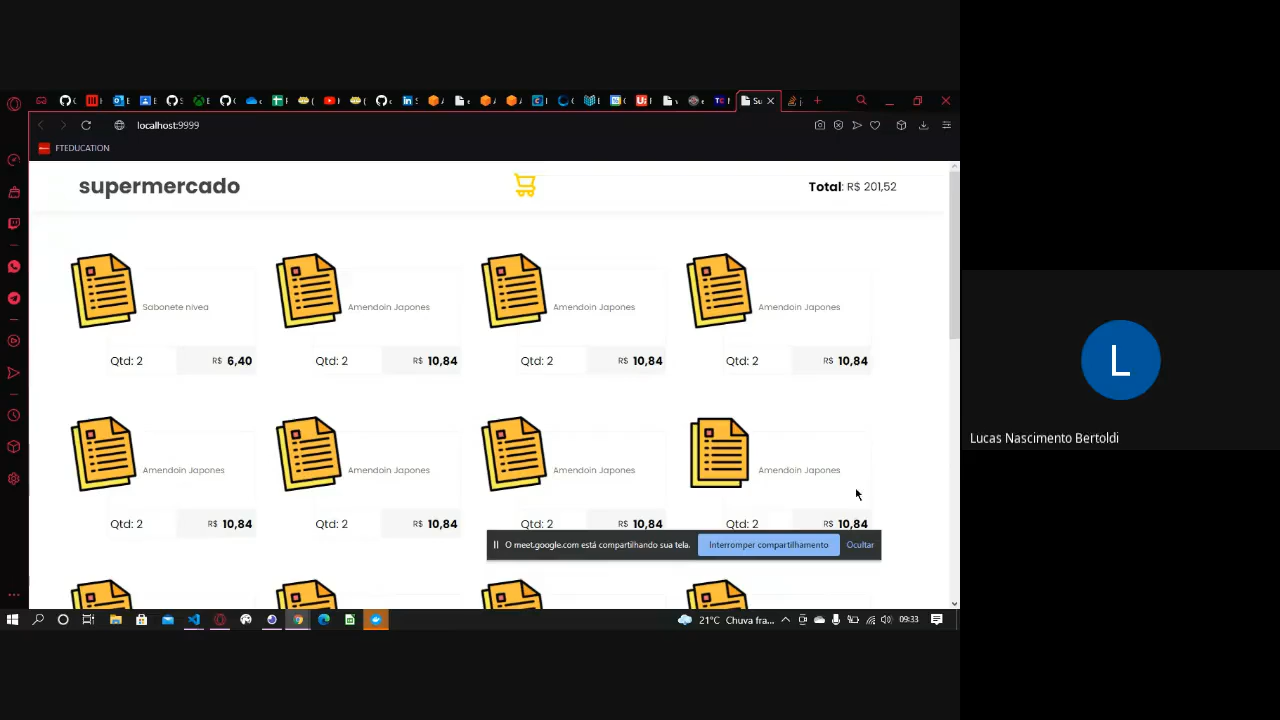 Su
localhost:9999
FTEDUCATION
supermercado
Total: R$ 201,52
Sabonete nivea
Amendoin Japones
Amendoin Japones
Amendoin Japones
Qtd: 2
R$ 6,40
Qtd: 2
R$ 10,84
Qtd: 2
R$ 10,84
Qtd: 2
R$ 10,84
Amendoin Japones
Amendoin Japones
Amendoin Japones
Amendoin Japones
Qtd: 2
R$ 10,84
Qtd: 2
R$ 10,84
Qtd: 2
R$ 10,84
Qtd: 2
R$ 10,84
O meet.google.com está compartilhando sua tela.
Interromper compartilhamento
Ocultar
21°C Chuva fra...
09:33
L
Lucas Nascimento Bertoldi